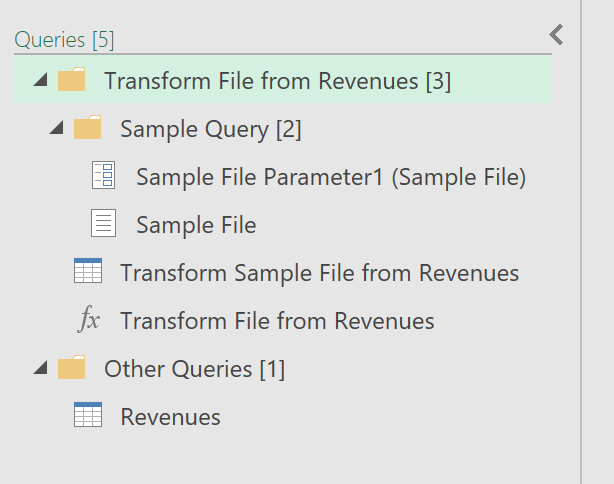 Queries [5]
Transform File from Revenues [3]
Sample Query [2]
Sample File Parameter1 (Sample File)
Sample File
Transform Sample File from Revenues
fx Transform File from Revenues
Other Queries [1]
Revenues